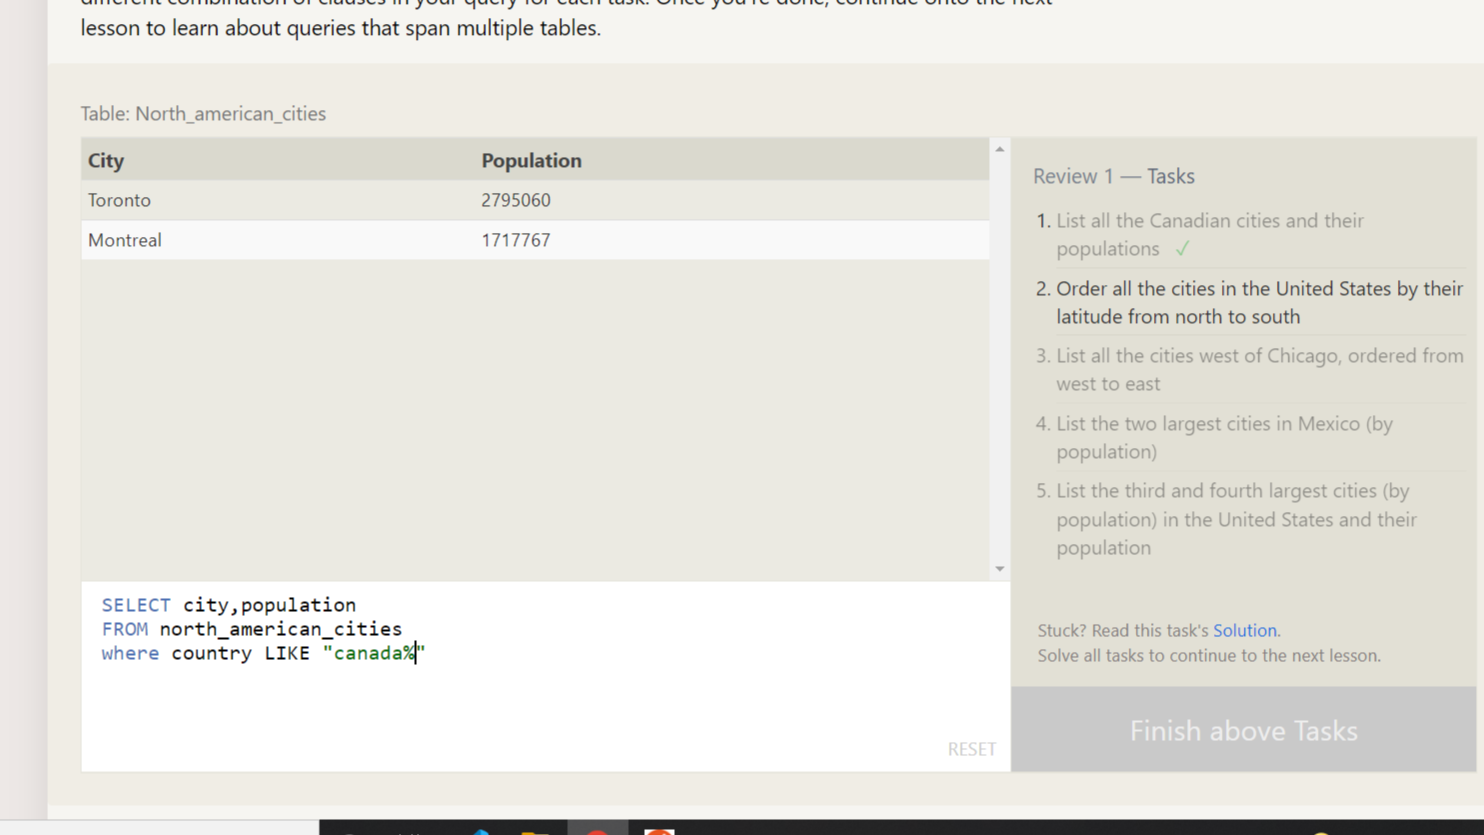 lesson to learn about queries that span multiple tables.
Table: North_american_cities
City Population
Toronto 2795060
Montreal 1717767
SELECT city,population
FROM north_american_cities
where country LIKE "canada%"
RESET
Review 1 — Tasks
1. List all the Canadian cities and their
populations ✓
2. Order all the cities in the United States by their
latitude from north to south
3. List all the cities west of Chicago, ordered from
west to east
4. List the two largest cities in Mexico (by
population)
5. List the third and fourth largest cities (by
population) in the United States and their
population
Stuck? Read this task's Solution.
Solve all tasks to continue to the next lesson.
Finish above Tasks